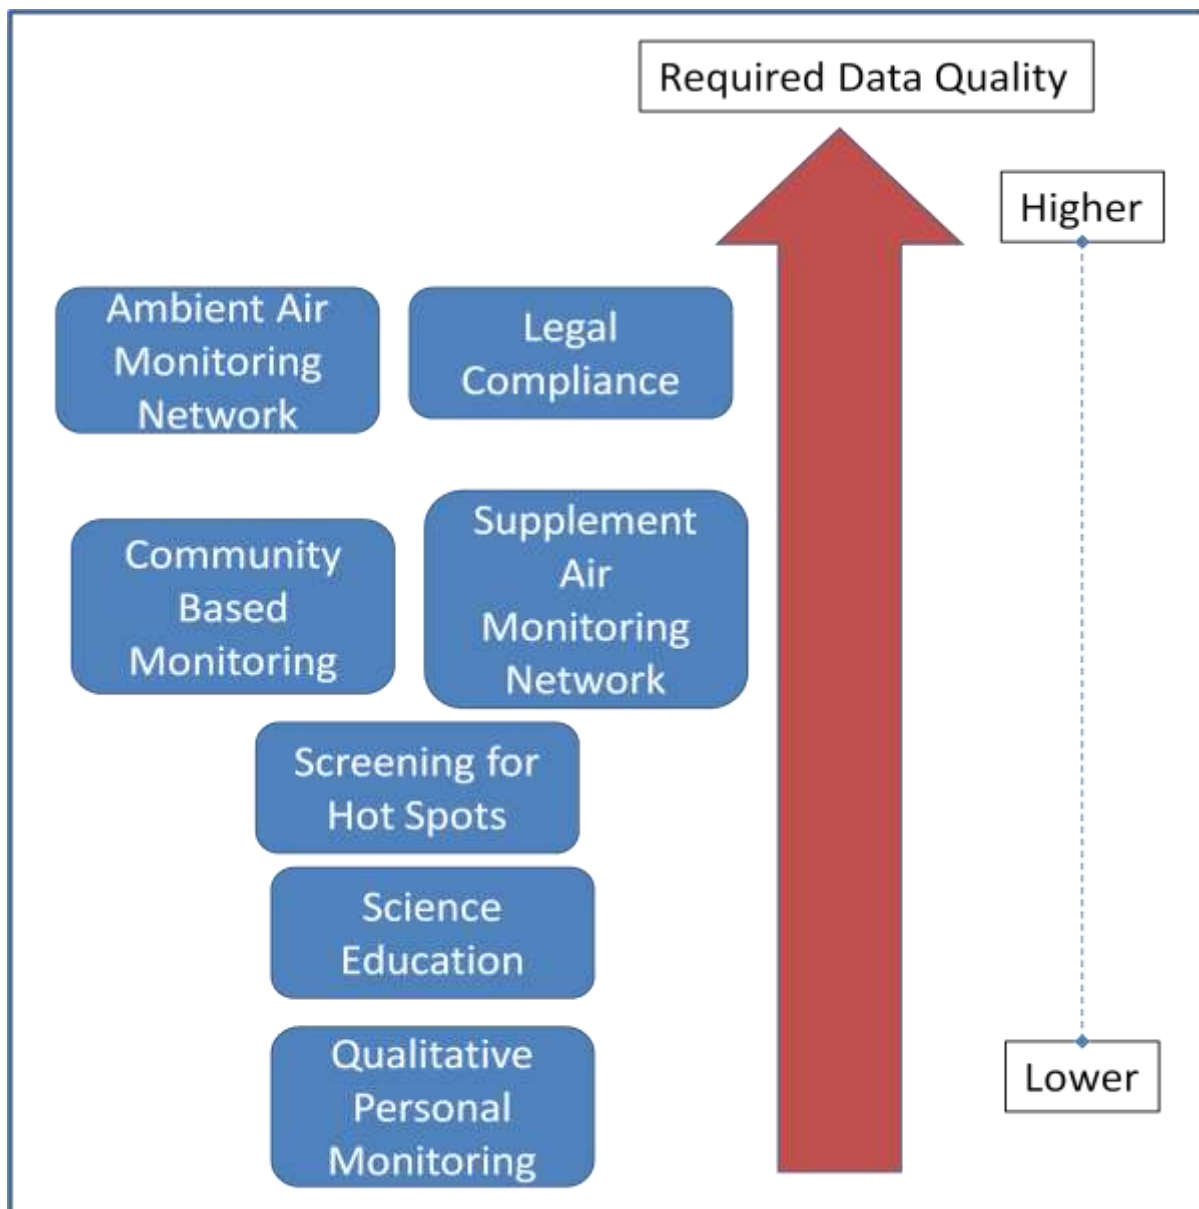 Required Data Quality
Higher
Ambient Air
Monitoring
Network
Legal
Compliance
Community
Based
Monitoring
Supplement
Air
Monitoring
Network
Screening for
Hot Spots
Science
Education
Qualitative
Personal
Monitoring
Lower